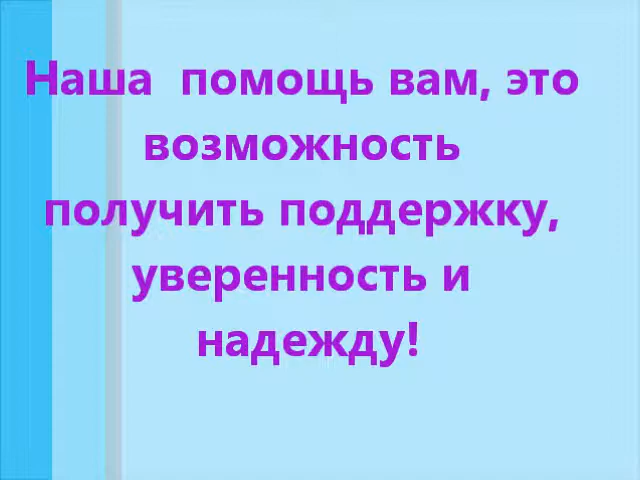 Наша помощь вам, это
возможность
получить поддержку,
уверенность и
надежду!